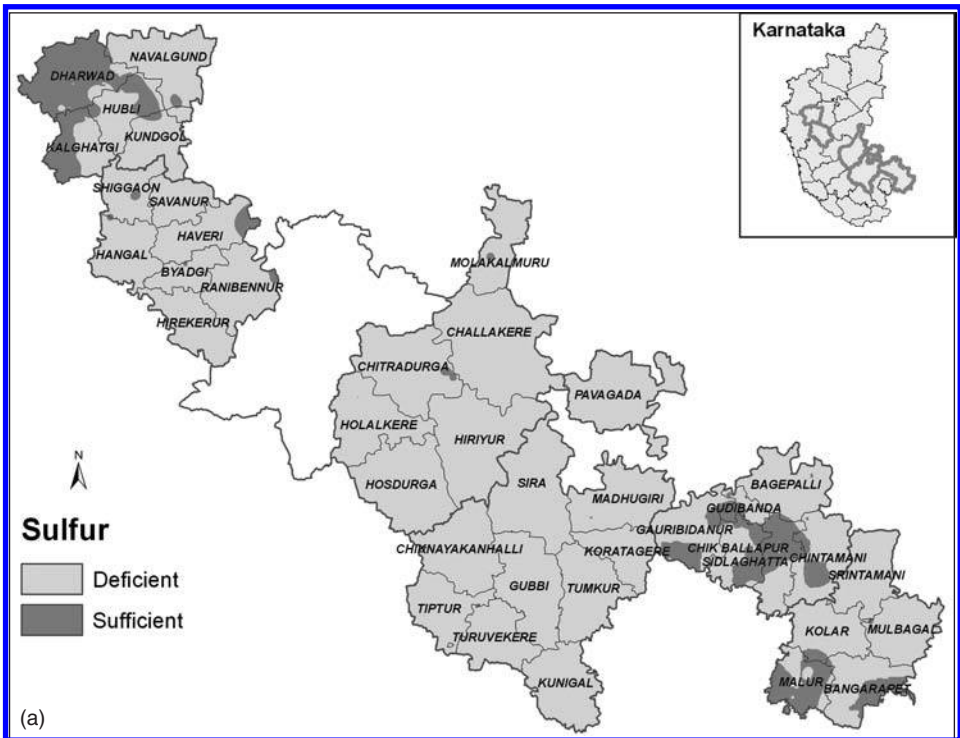 Karnataka
NAVALGUND
DHARWAD
HUBLI
KUNDGOL
KALGHATGI
SHIGGAON
SAVANUR
HAVERI
HANGAL
BYADGI
RANIBENNUR
HIREKERUR
MOLAKALMURU
CHALLAKERE
CHITRADURGA
PAVAGADA
HOLALKERE
HIRIYUR
HOSDURGA
SIRA
MADHUGIRI
BAGEPALLI
GUDIBANDA
GAURIBIDANUR
CHIKNAYAKANHALLI
KORATAGERE
CHIK BALLAPUR
CHINTAMANI
SIDLAGHATTA
SRINTAMANI
GUBBI
TUMKUR
TIPTUR
TURUVEKERE
KOLAR
MULBAGAL
KUNIGAL
MALUR
BANGARAPET
N
Sulfur
Deficient
Sufficient
(a)